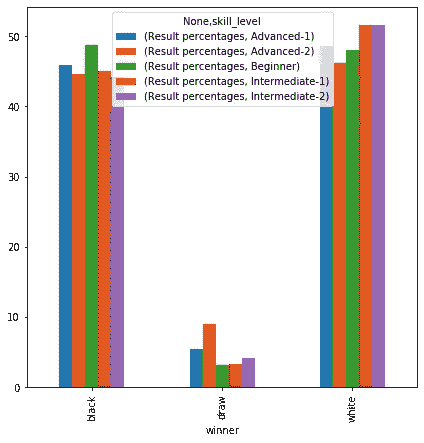 None,skill_level
(Result percentages, Advanced-1)
(Result percentages, Advanced-2)
(Result percentages, Beginner)
(Result percentages, Intermediate-1)
(Result percentages, Intermediate-2)
50
40
30
20
10
0
black
draw
white
winner